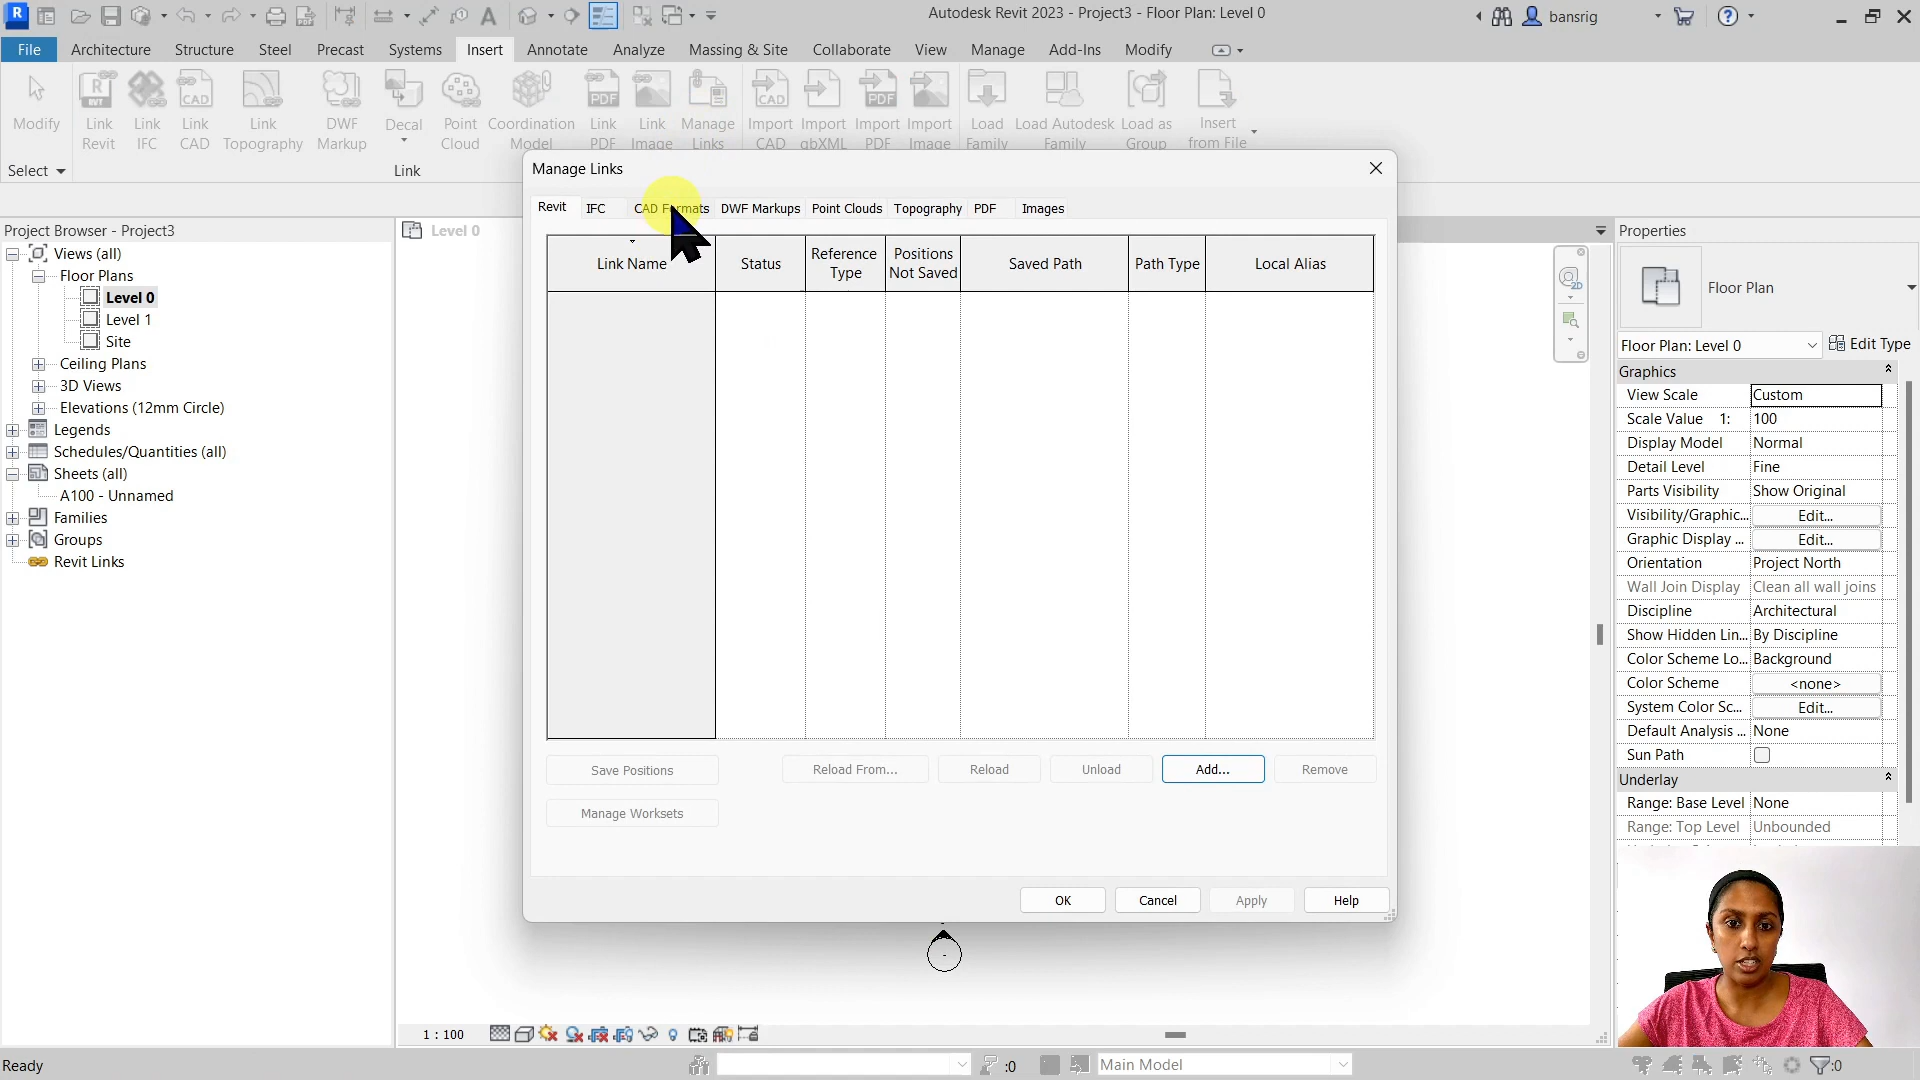 Autodesk Revit 2023 - Project3 - Floor Plan: Level 0
bansrig
File Architecture Structure Steel Precast Systems Insert Annotate Analyze Massing & Site Collaborate View Manage Add-Ins Modify
Modify
Link Revit
Link IFC
Link CAD
Link Topography
DWF Markup
Decal
Point Cloud
Coordination Model
Link PDF
Link Image
Manage Links
Import CAD
Import gbXML
Import PDF
Import Image
Load Family
Load Autodesk Family
Load as Group
Insert from File
Select
Link
Manage Links
Revit IFC CAD Formats DWF Markups Point Clouds Topography PDF Images
Link Name
Status
Reference Type
Positions Not Saved
Saved Path
Path Type
Local Alias
Save Positions
Reload From...
Reload
Unload
Add...
Remove
Manage Worksets
OK
Cancel
Apply
Help
Project Browser - Project3
Views (all)
Floor Plans
Level 0
Level 1
Site
Ceiling Plans
3D Views
Elevations (12mm Circle)
Legends
Schedules/Quantities (all)
Sheets (all)
A100 - Unnamed
Families
Groups
Revit Links
Level 0
2D
Properties
Floor Plan
Floor Plan: Level 0
Edit Type
Graphics
View Scale Custom
Scale Value 1: 100
Display Model Normal
Detail Level Fine
Parts Visibility Show Original
Visibility/Graphic... Edit...
Graphic Display ... Edit...
Orientation Project North
Wall Join Display Clean all wall joins
Discipline Architectural
Show Hidden Lin... By Discipline
Color Scheme Lo... Background
Color Scheme <none>
System Color Sc... Edit...
Default Analysis ... None
Sun Path
Underlay
Range: Base Level None
Range: Top Level Unbounded
1 : 100
Ready
:0
Main Model
:0